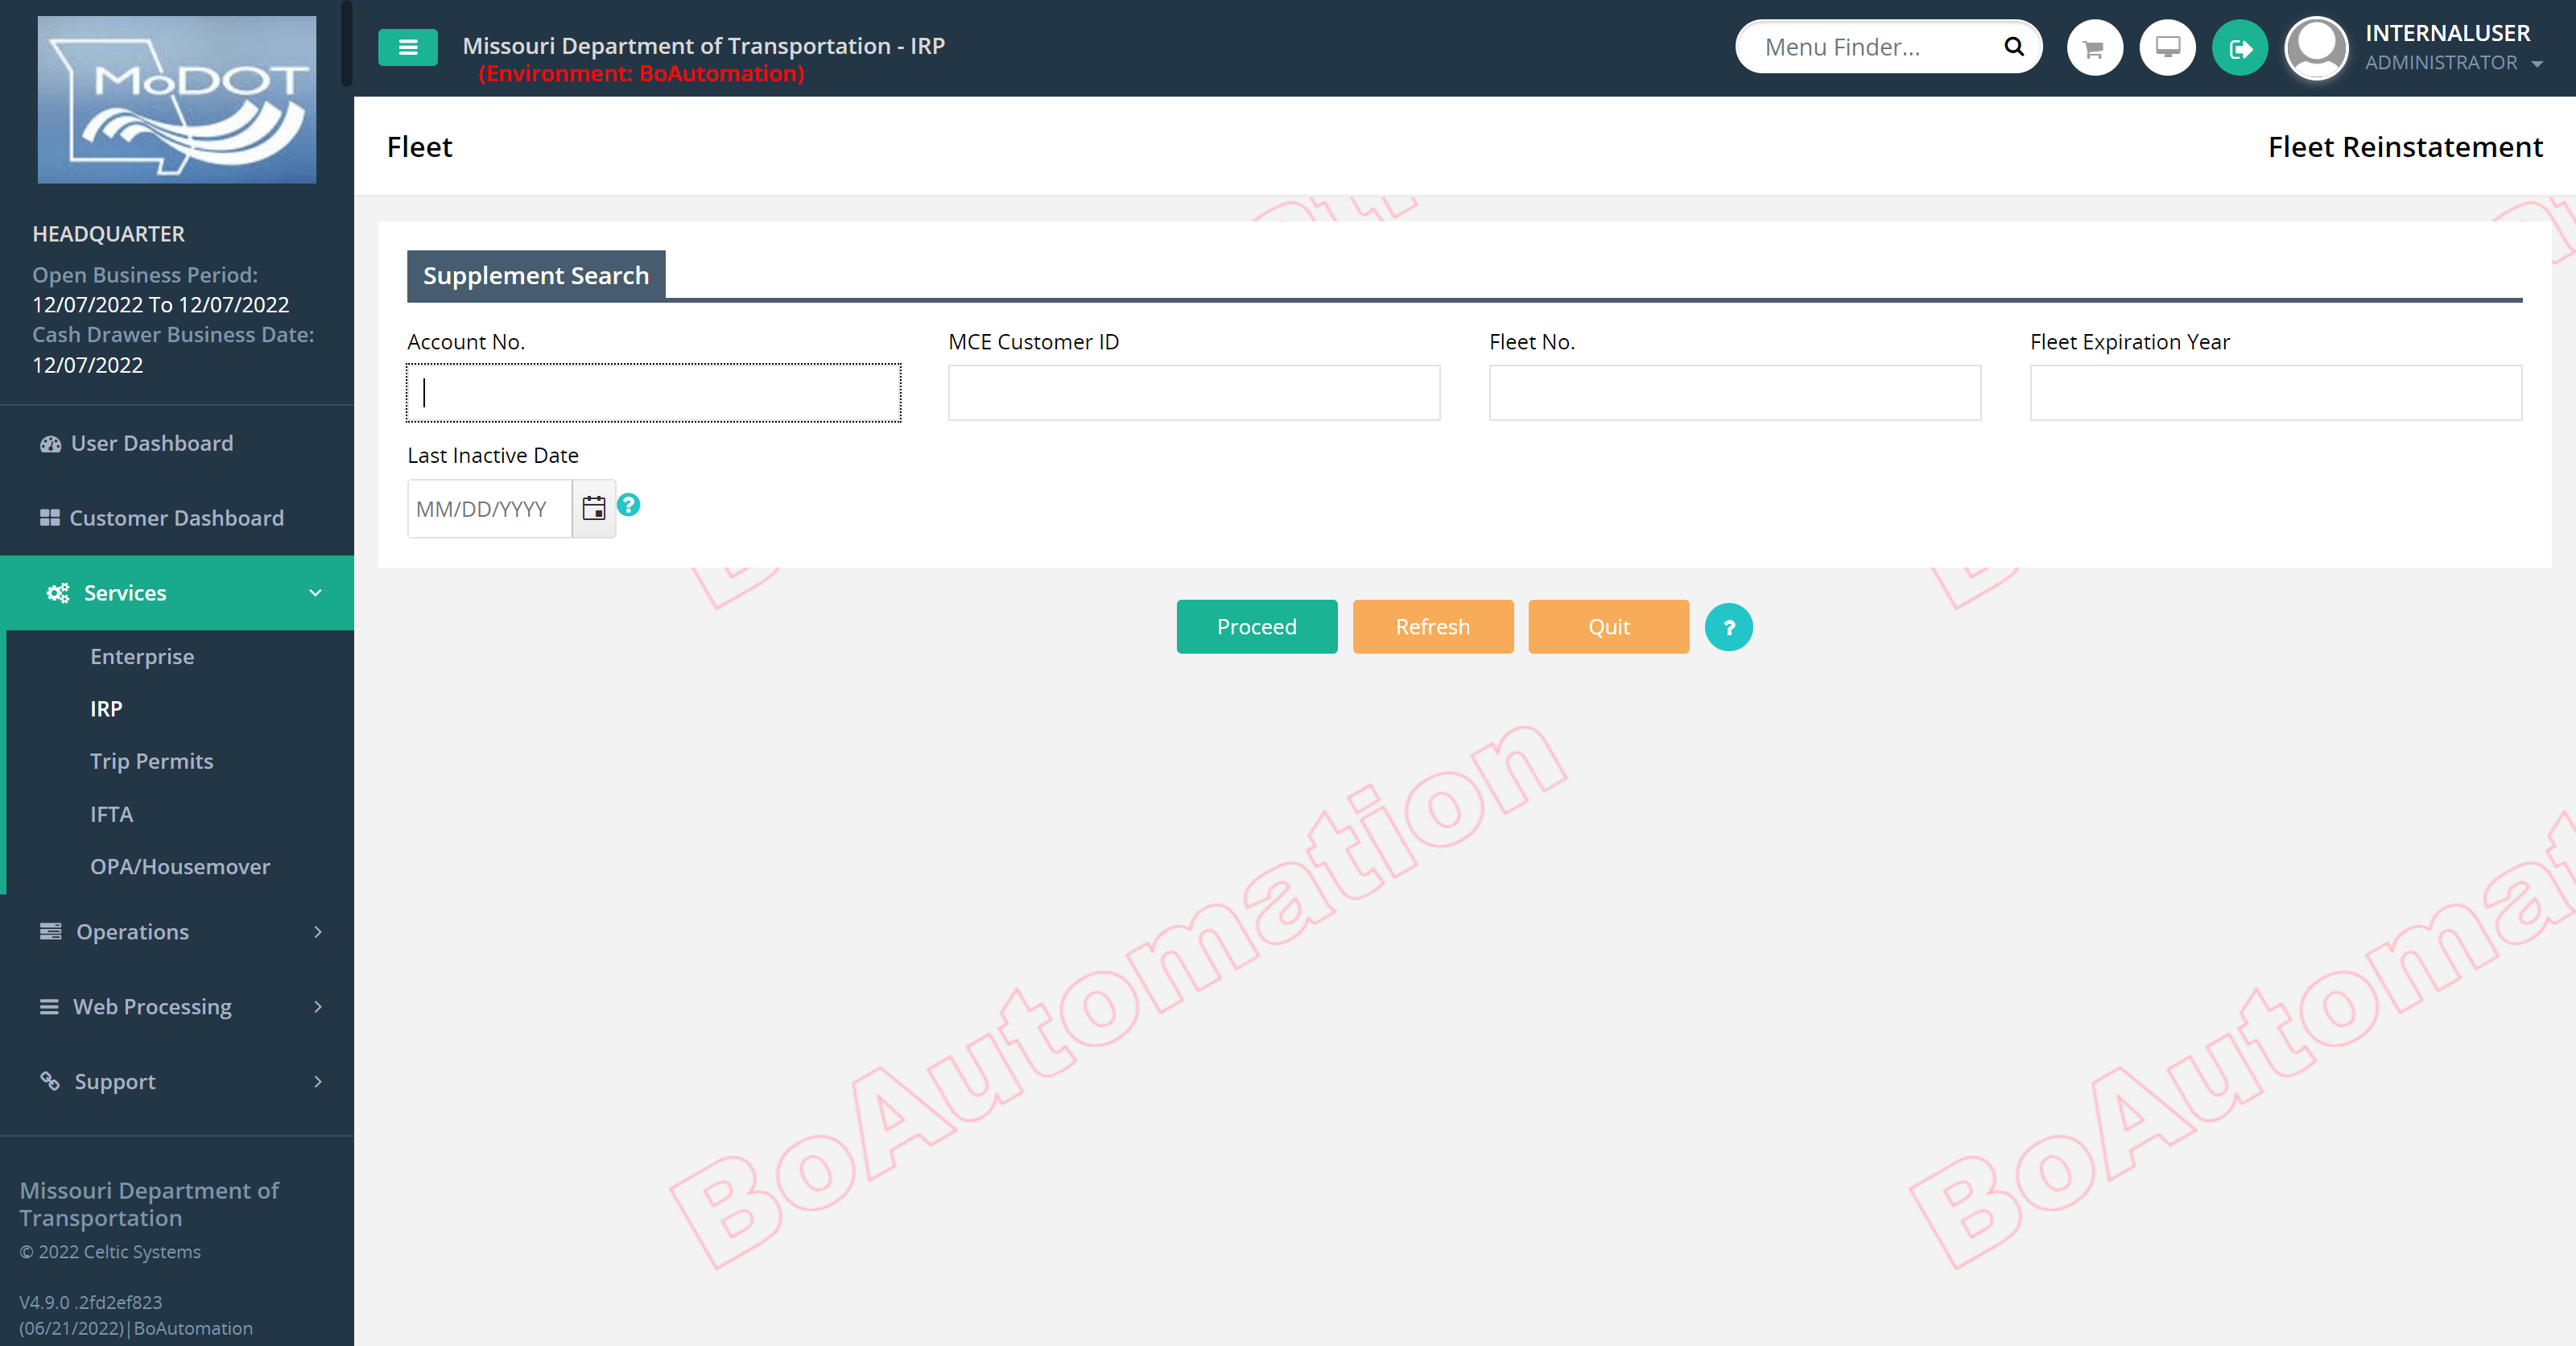 MoDOT
HEADQUARTER
Open Business Period:
12/07/2022 To 12/07/2022
Cash Drawer Business Date:
12/07/2022
User Dashboard
Customer Dashboard
Services
Enterprise
IRP
Trip Permits
IFTA
OPA/Housemover
Operations
Web Processing
Support
Missouri Department of
Transportation
© 2022 Celtic Systems
V4.9.0 .2fd2ef823
(06/21/2022)|BoAutomation
Missouri Department of Transportation - IRP
(Environment: BoAutomation)
Menu Finder...
INTERNALUSER
ADMINISTRATOR
Fleet
Fleet Reinstatement
Supplement Search
Account No.
MCE Customer ID
Fleet No.
Fleet Expiration Year
Last Inactive Date
MM/DD/YYYY
?
Proceed
Refresh
Quit
?
BoAutomation
BoAutomat